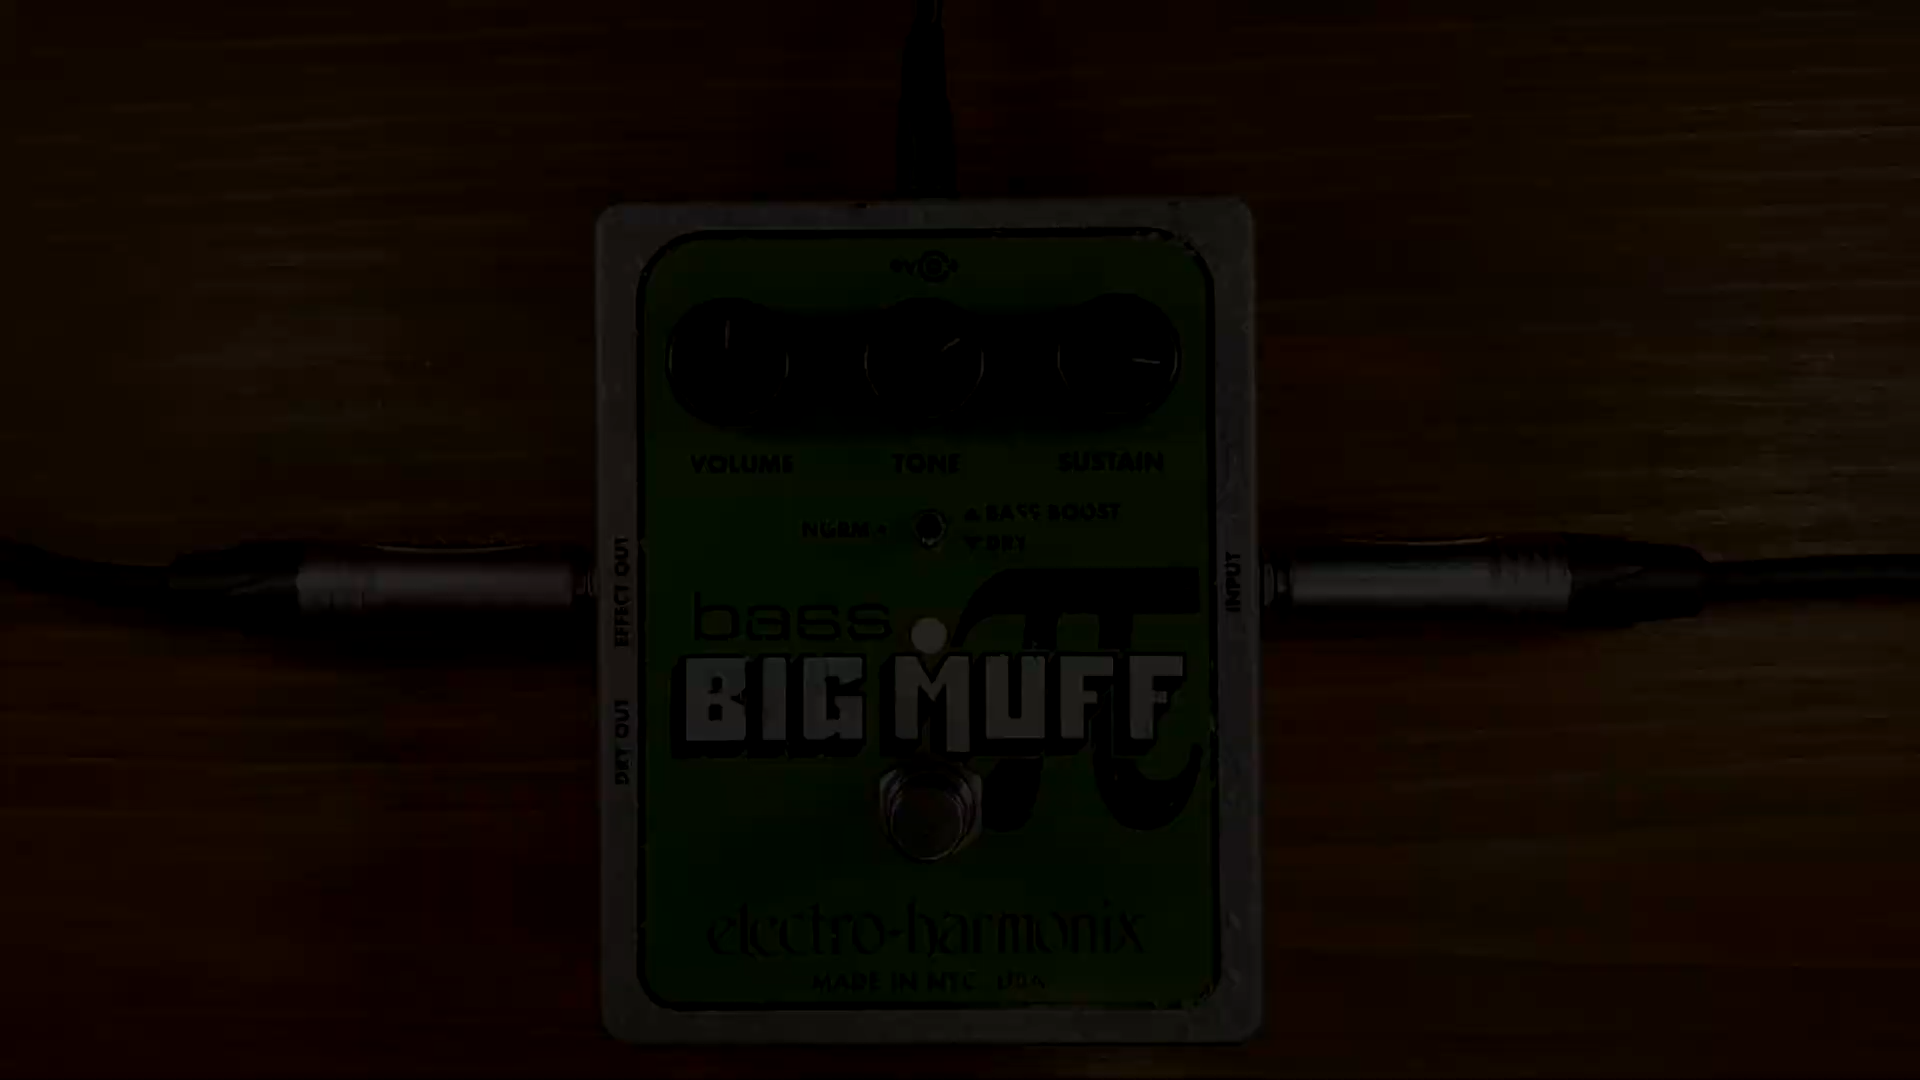 9V
VOLUME TONE SUSTAIN
BASS BOOST
NORM
DRY
EFFECT OUT
INPUT
bass
BIG MUFF
π
DRY OUT
electro-harmonix
MADE IN NYC, USA